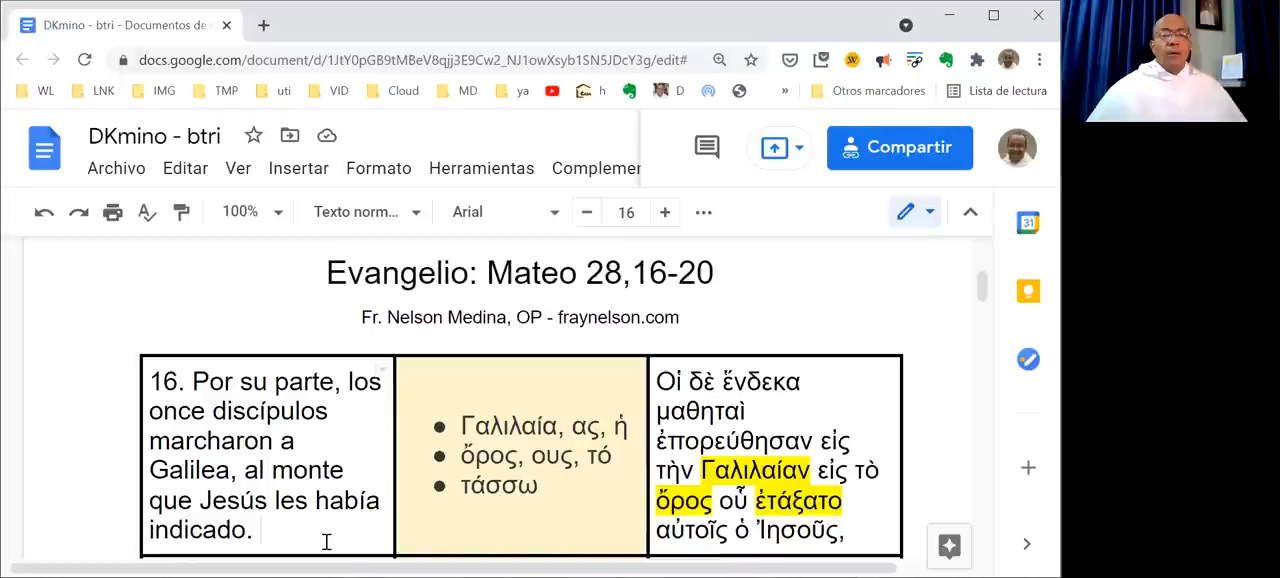 DKmino - btri - Documentos de
docs.google.com/document/d/1JtY0pGB9tMBeV8qjj3E9Cw2_NJ1owXsyb1SN5JDcY3g/edit#
WL LNK IMG TMP uti VID Cloud MD ya h D » Otros marcadores Lista de lectura
DKmino - btri
Compartir
Archivo Editar Ver Insertar Formato Herramientas Complemen
100% Texto norm... Arial 16
31
Evangelio: Mateo 28,16-20
Fr. Nelson Medina, OP - fraynelson.com
16. Por su parte, los
once discípulos
marcharon a
Galilea, al monte
que Jesús les había
indicado.
● Γαλιλαία, ας, ἡ
● ὄρος, ους, τό
● τάσσω
Οἱ δὲ ἕνδεκα
μαθηταὶ
ἐπορεύθησαν εἰς
τὴν Γαλιλαίαν εἰς τὸ
ὄρος οὗ ἐτάξατο
αὐτοῖς ὁ Ἰησοῦς,